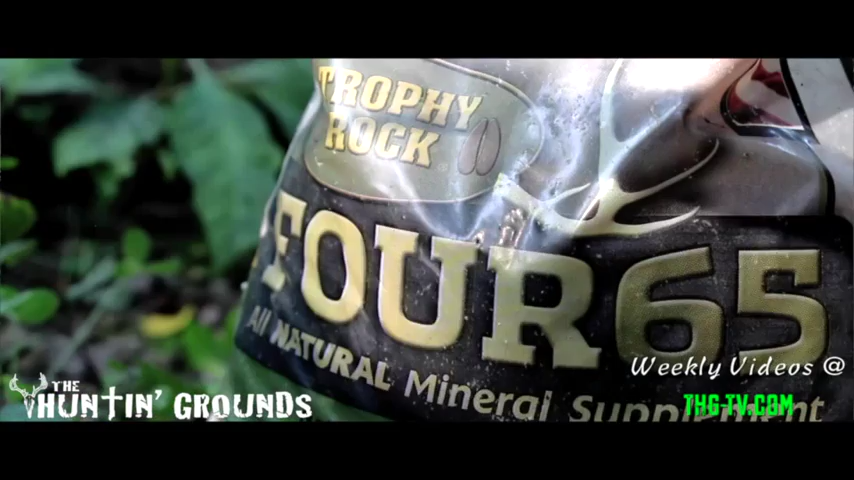 TROPHY
ROCK
FOUR65
All NATURAL Mineral Supplement
Weekly Videos @
THG-TV.COM
THE
HUNTIN' GROUNDS